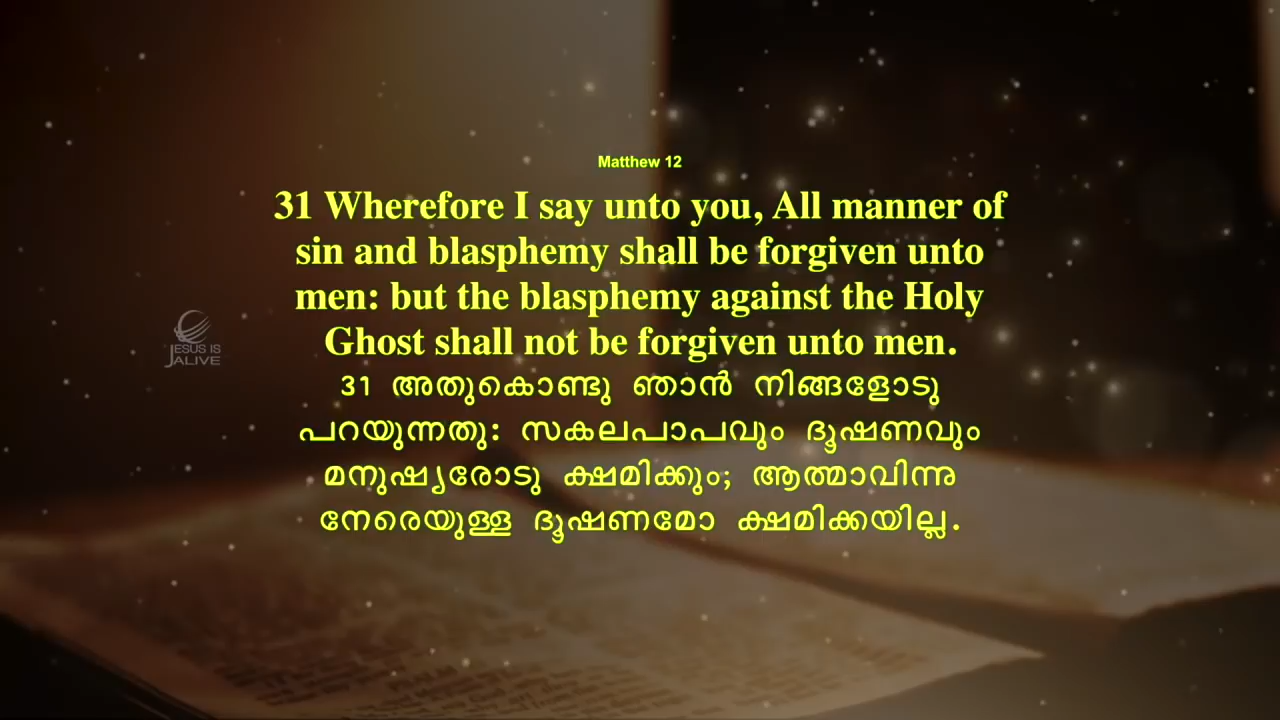 Matthew 12
31 Wherefore I say unto you, All manner of
sin and blasphemy shall be forgiven unto
men: but the blasphemy against the Holy
Ghost shall not be forgiven unto men.
31 അതുകൊണ്ടു ഞാൻ നിങ്ങളോടു
പറയുന്നതു: സകലപാപവും ദൂഷണവും
മനുഷ്യരോടു ക്ഷമിക്കും; ആത്മാവിന്നു
നേരെയുള്ള ദൂഷണമോ ക്ഷമിക്കയില്ല.
JESUS IS
ALIVE